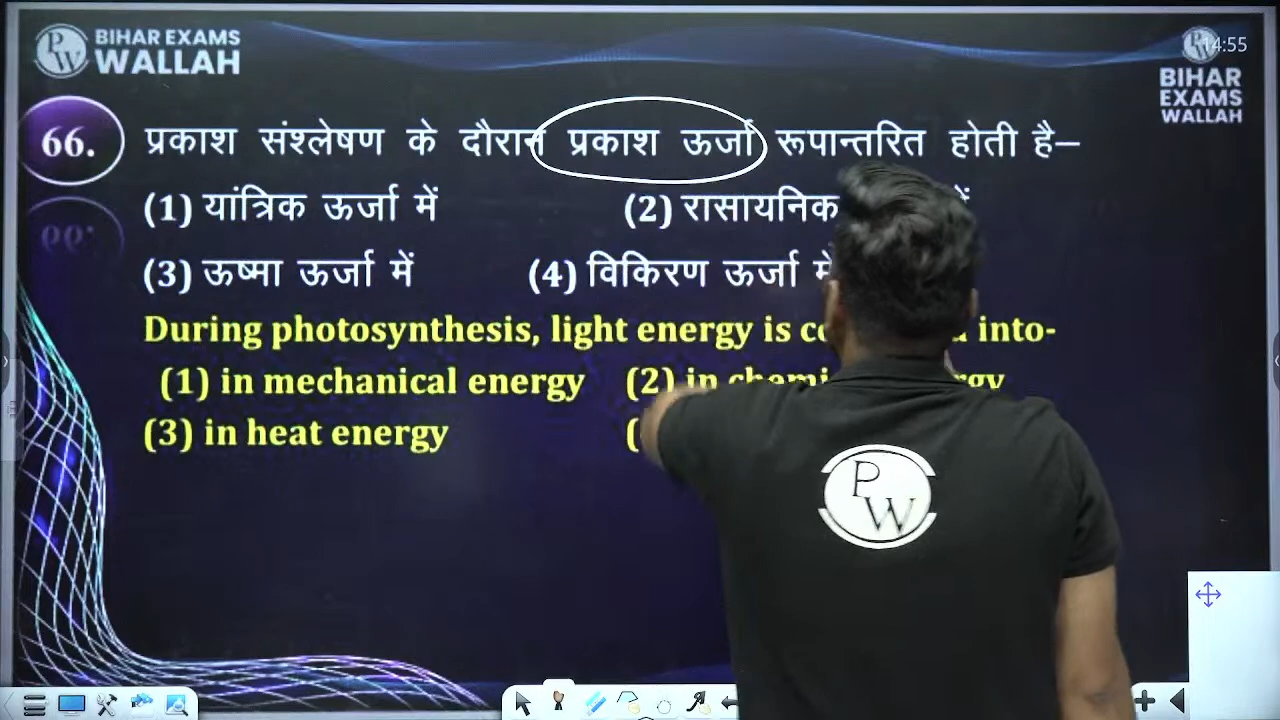 BIHAR EXAMS
WALLAH
14:55
BIHAR
EXAMS
WALLAH
66. प्रकाश संश्लेषण के दौरान प्रकाश ऊर्जा रूपान्तरित होती है–
(1) यांत्रिक ऊर्जा में (2) रासायनिक में
(3) ऊष्मा ऊर्जा में (4) विकिरण ऊर्जा में
During photosynthesis, light energy is into-
(1) in mechanical energy (2) in
(3) in heat energy
PW